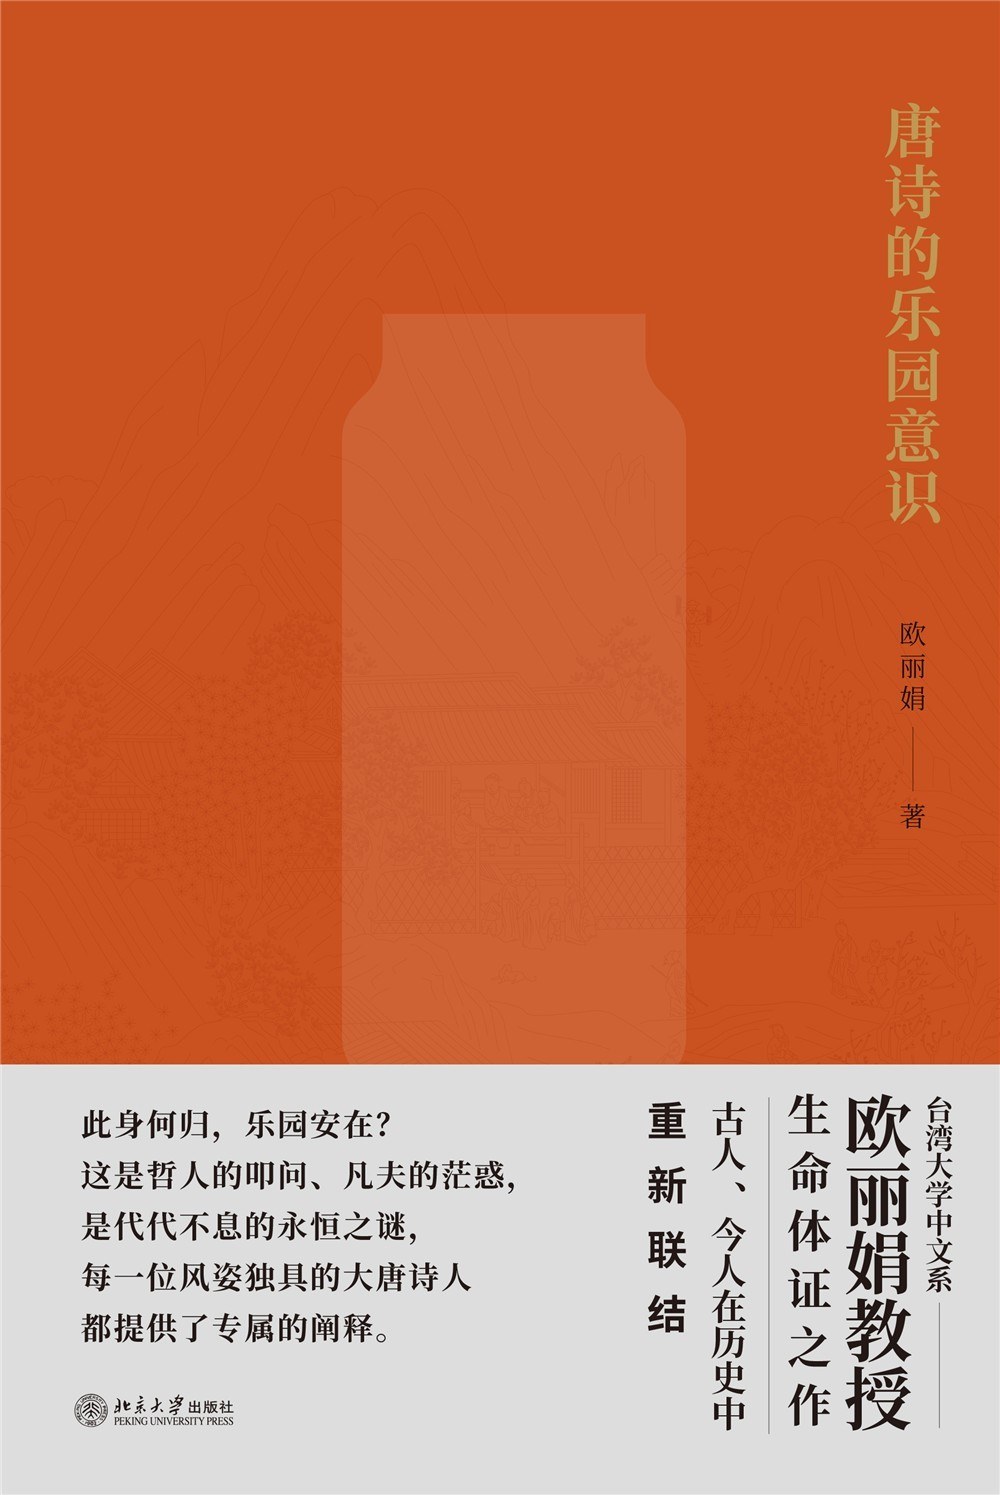 唐诗的乐园意识
欧丽娟 著
台湾大学中文系
欧丽娟教授
生命体证之作
古人、今人在历史中
重新联结
此身何归，乐园安在？
这是哲人的叩问、凡夫的茫惑，
是代代不息的永恒之谜，
每一位风姿独具的大唐诗人
都提供了专属的阐释。
北京大学出版社
PEKING UNIVERSITY PRESS